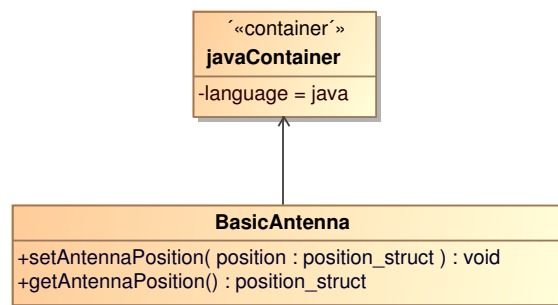 ´«container´»
javaContainer
-language = java
BasicAntenna
+setAntennaPosition( position : position_struct ) : void
+getAntennaPosition() : position_struct